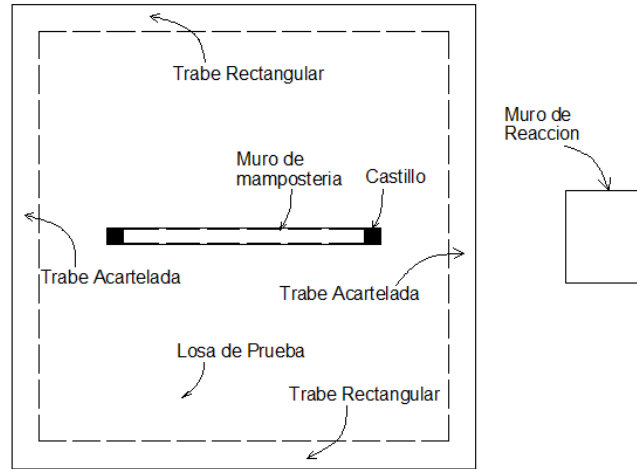 Trabe Rectangular
Muro de
Reaccion
Muro de
mamposteria
Castillo
Trabe Acartelada
Trabe Acartelada
Losa de Prueba
Trabe Rectangular